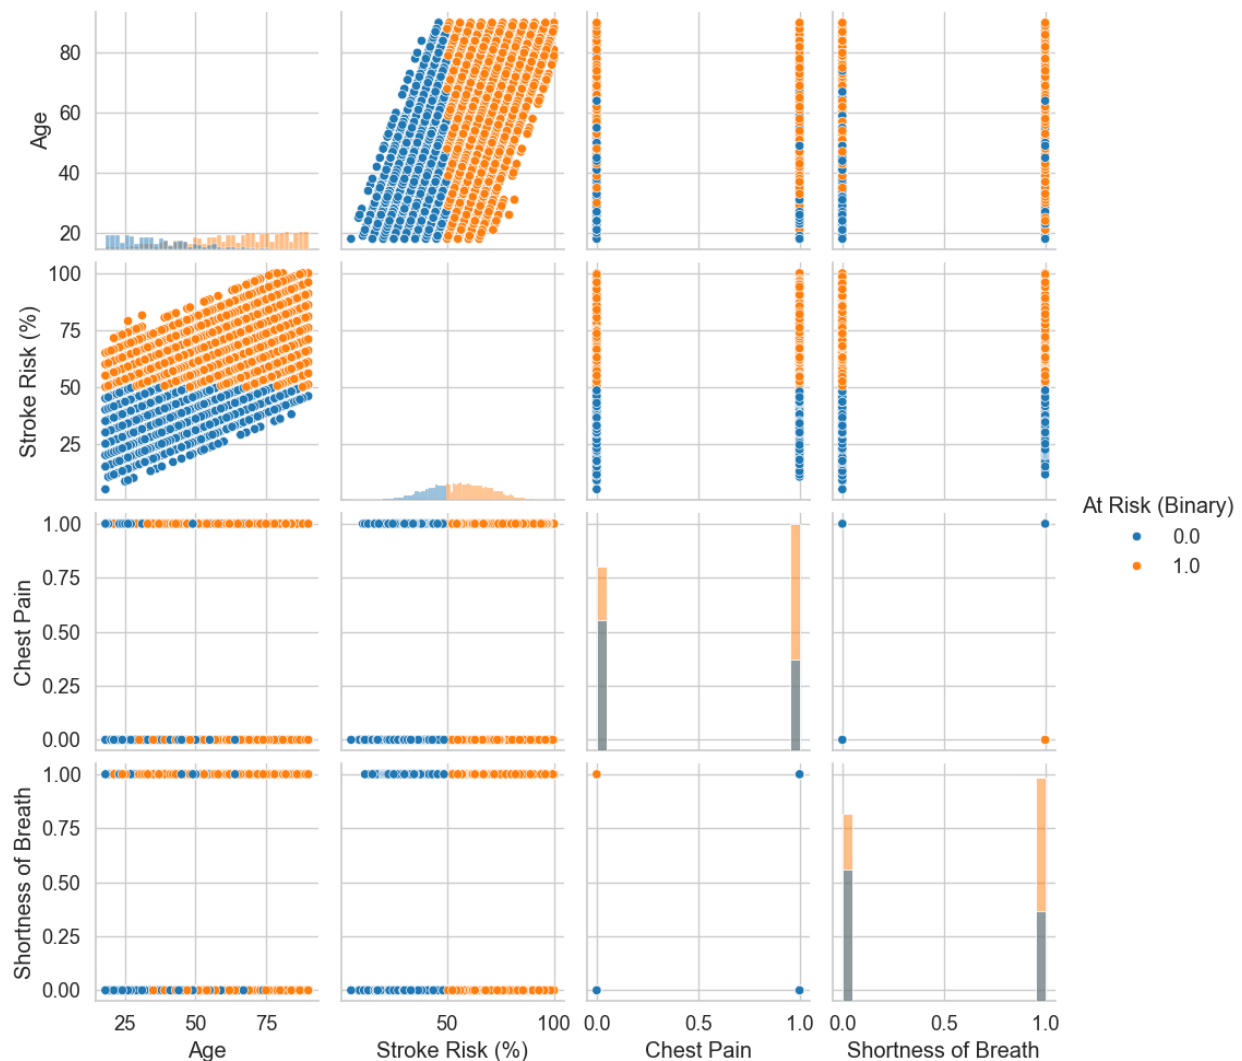 80
60
40
20
Age
100
75
50
25
Stroke Risk (%)
1.00
0.75
0.50
0.25
0.00
Chest Pain
1.00
0.75
0.50
0.25
0.00
Shortness of Breath
25 50 75
Age
50 100
Stroke Risk (%)
0.0 0.5 1.0
Chest Pain
0.0 0.5 1.0
Shortness of Breath
At Risk (Binary)
0.0
1.0